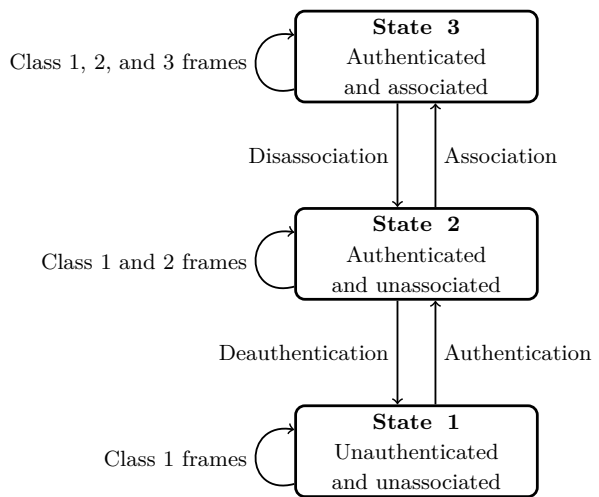 State 3
Authenticated
and associated
Class 1, 2, and 3 frames
Disassociation
Association
State 2
Authenticated
and unassociated
Class 1 and 2 frames
Deauthentication
Authentication
State 1
Unauthenticated
and unassociated
Class 1 frames